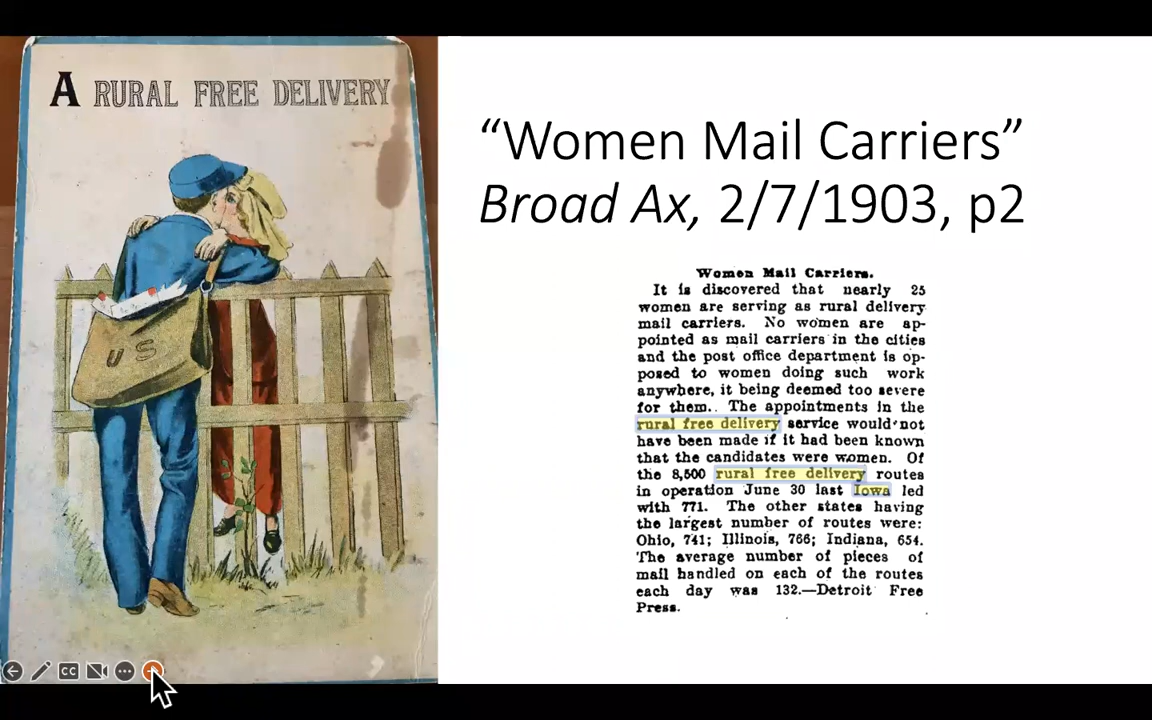 A RURAL FREE DELIVERY
US
“Women Mail Carriers”
Broad Ax, 2/7/1903, p2
Women Mail Carriers.
It is discovered that nearly 25
women are serving as rural delivery
mail carriers. No women are ap-
pointed as mail carriers in the cities
and the post office department is op-
posed to women doing such work
anywhere, it being deemed too severe
for them.. The appointments in the
rural free delivery service would not
have been made if it had been known
that the candidates were women. Of
the 8,500 rural free delivery routes
in operation June 30 last Iowa led
with 771. The other states having
the largest number of routes were:
Ohio, 741; Illinois, 766; Indiana, 654.
The average number of pieces of
mail handled on each of the routes
each day was 132.—Detroit Free
Press.
CC